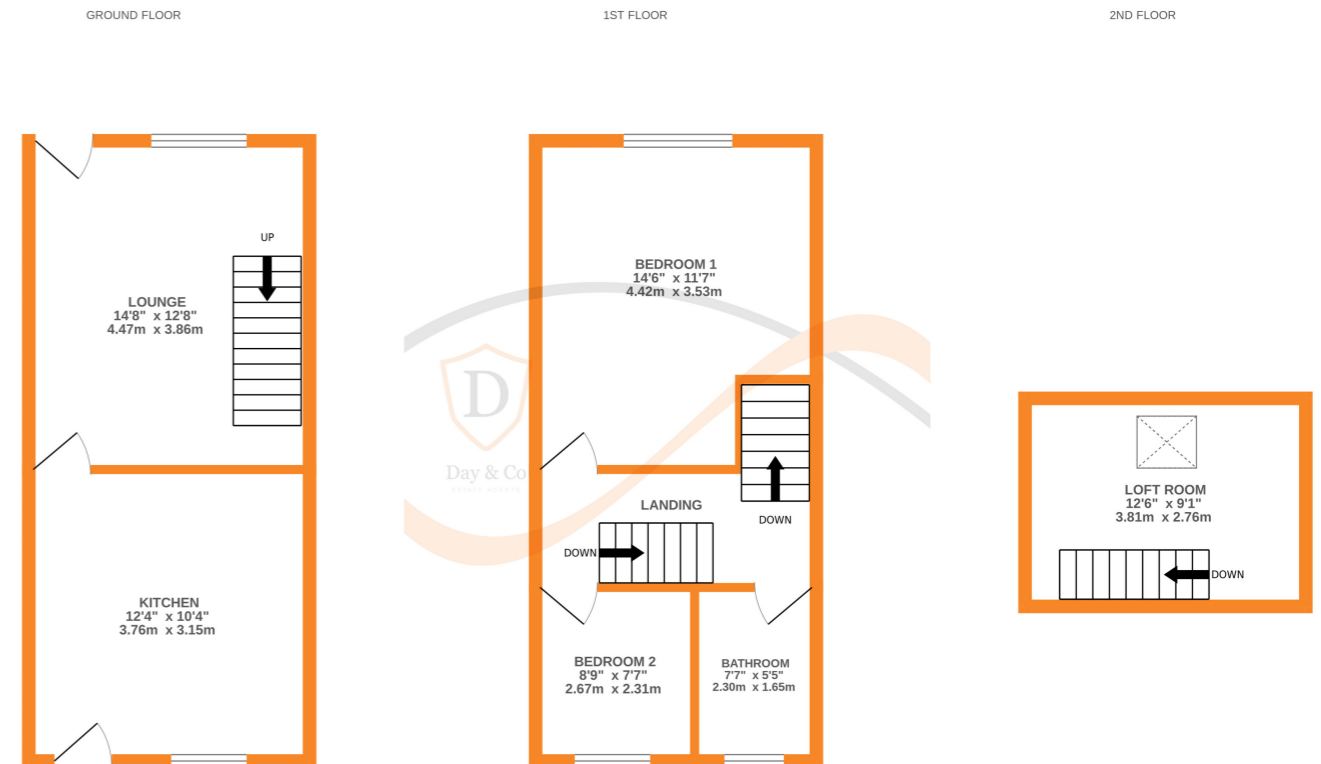 GROUND FLOOR
1ST FLOOR
2ND FLOOR
UP
LOUNGE
14'8" x 12'8"
4.47m x 3.86m
KITCHEN
12'4" x 10'4"
3.76m x 3.15m
BEDROOM 1
14'6" x 11'7"
4.42m x 3.53m
D
Day & Co
LANDING
DOWN
DOWN
BEDROOM 2
8'9" x 7'7"
2.67m x 2.31m
BATHROOM
7'7" x 5'5"
2.30m x 1.65m
LOFT ROOM
12'6" x 9'1"
3.81m x 2.76m
DOWN